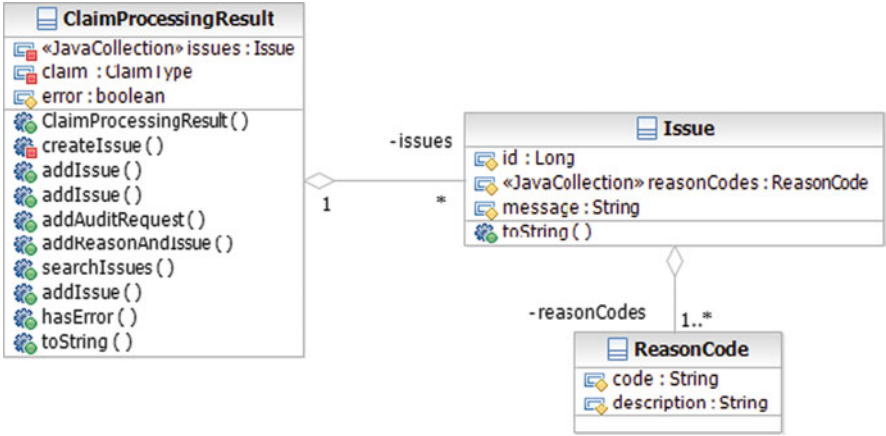 ClaimProcessingResult
«JavaCollection» issues : Issue
claim : ClaimType
error : boolean
ClaimProcessingResult ( )
createIssue ( )
addIssue ( )
addIssue ( )
addAuditRequest ( )
addReasonAndIssue ( )
searchIssues ( )
addIssue ( )
hasError ( )
toString ( )
-issues
1
*
Issue
id : Long
«JavaCollection» reasonCodes : ReasonCode
message : String
toString ( )
-reasonCodes
1..*
ReasonCode
code : String
description : String